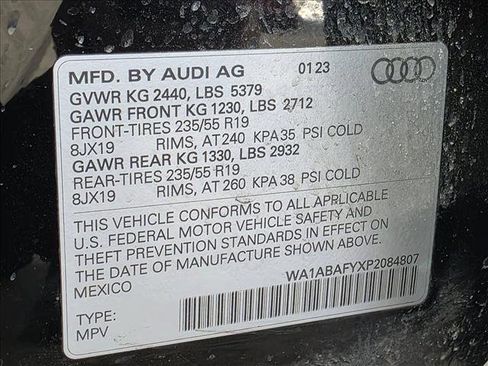 MFD. BY AUDI AG 01 23
GVWR KG 2440, LBS 5379
GAWR FRONT KG 1230, LBS 2712
FRONT-TIRES 235/55 R19
8JX19 RIMS, AT 240 KPA 35 PSI COLD
GAWR REAR KG 1330, LBS 2932
REAR-TIRES 235/55 R19
8JX19 RIMS, AT 260 KPA 38 PSI COLD
THIS VEHICLE CONFORMS TO ALL APPLICABLE
U.S. FEDERAL MOTOR VEHICLE SAFETY AND
THEFT PREVENTION STANDARDS IN EFFECT ON
THE DATE OF MANUFACTURE SHOWN ABOVE.
MEXICO
WA1ABAFYXP2084807
TYPE:
MPV